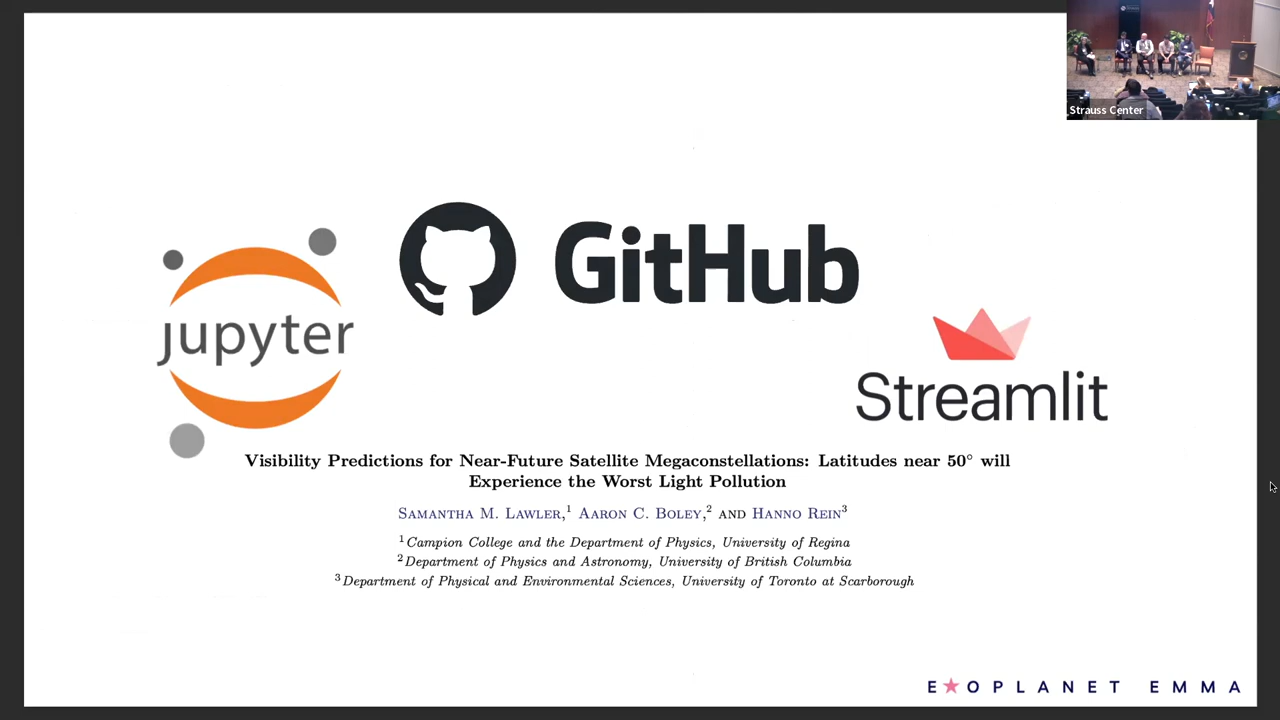 Strauss Center
GitHub
jupyter
Streamlit
Visibility Predictions for Near-Future Satellite Megaconstellations: Latitudes near 50° will
Experience the Worst Light Pollution
Samantha M. Lawler,¹ Aaron C. Boley,² and Hanno Rein³
¹Campion College and the Department of Physics, University of Regina
²Department of Physics and Astronomy, University of British Columbia
³Department of Physical and Environmental Sciences, University of Toronto at Scarborough
E★OPLANET EMMA